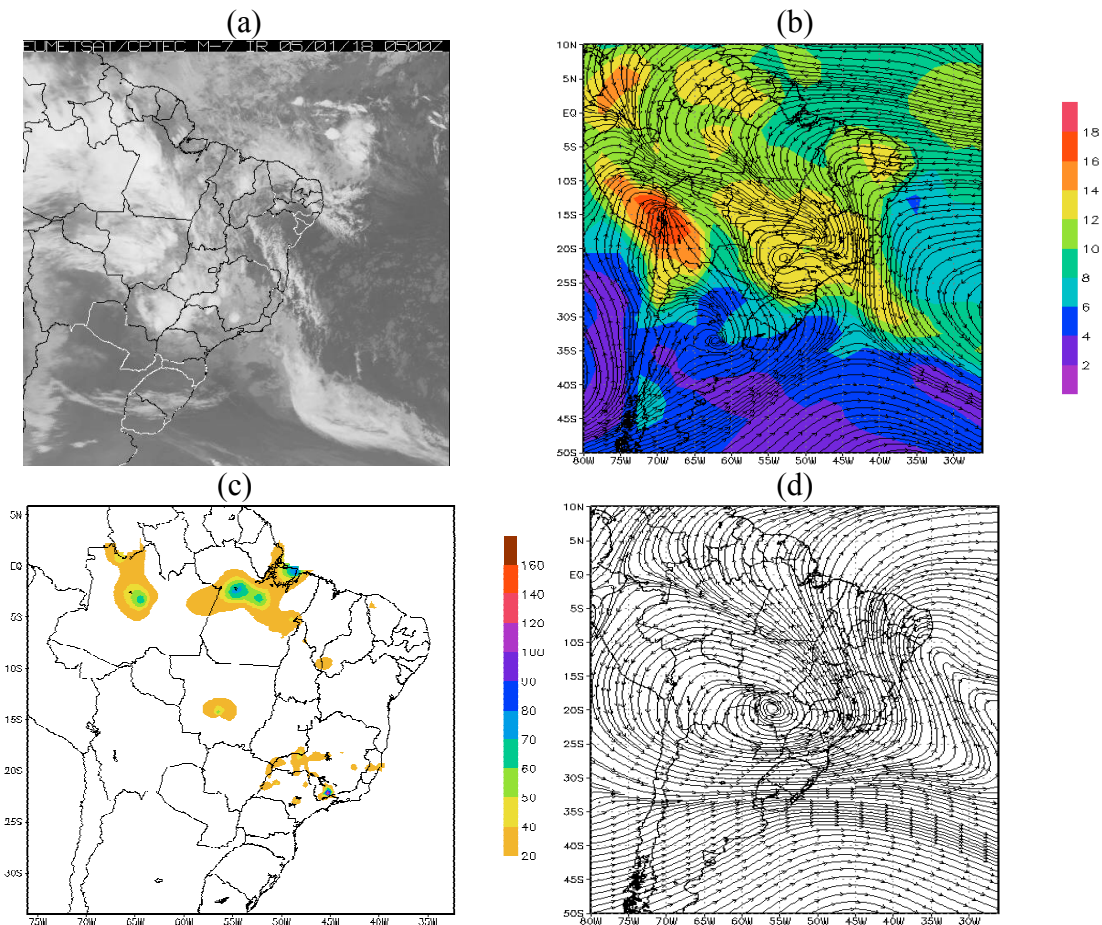 (a)
EUMETSAT/CPTEC M-7 IR 05/01/18 0500Z
(b)
10N
5N
EQ
5S
10S
15S
20S
25S
30S
35S
40S
45S
50S
80W 75W 70W 65W 60W 55W 50W 45W 40W 35W 30W
18
16
14
12
10
8
6
4
2
(c)
5N
EQ
5S
10S
15S
20S
25S
30S
75W 70W 65W 60W 55W 50W 45W 40W 35W
160
140
120
100
90
80
70
60
50
40
20
(d)
10N
5N
EQ
5S
10S
15S
20S
25S
30S
35S
40S
45S
50S
80W 75W 70W 65W 60W 55W 50W 45W 40W 35W 30W